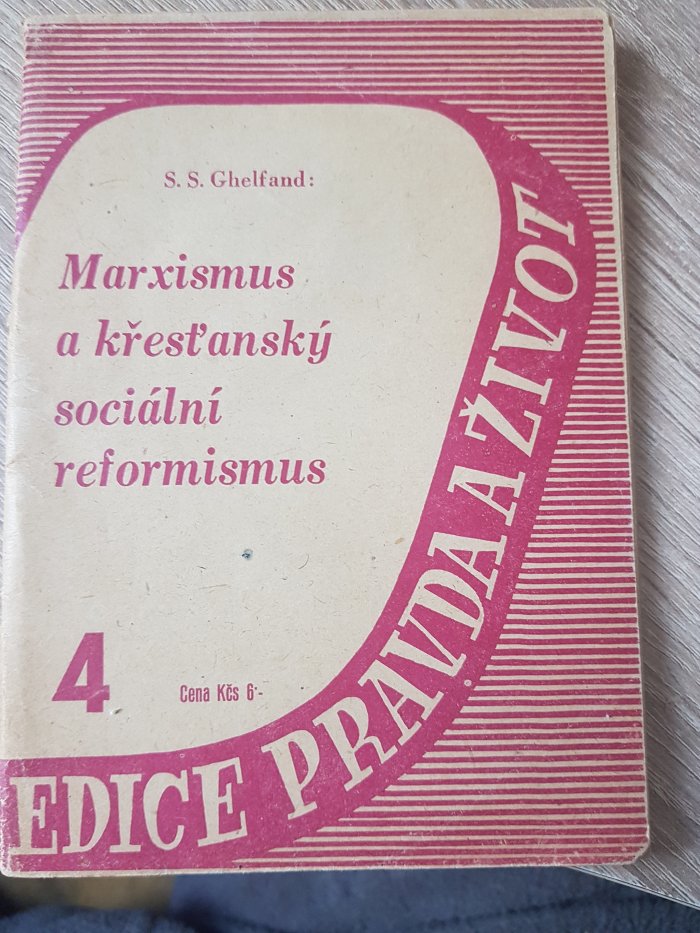 S. S. Ghelfand:
Marxismus
a křesťanský
sociální
reformismus
4
Cena Kčs 6·-
EDICE PRAVDA A ŽIVOT